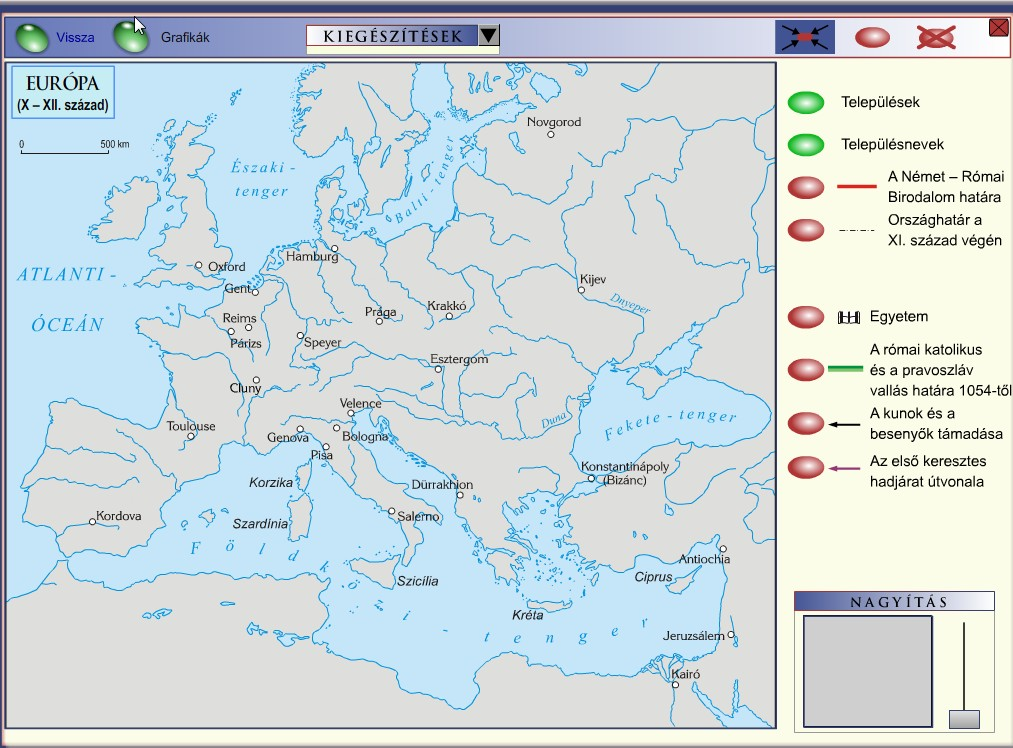 Vissza
Grafikák
KIEGÉSZÍTÉSEK
EURÓPA
(X – XII. század)
0 500 km
Települések
Településnevek
A Német – Római
Birodalom határa
Országhatár a
XI. század végén
Egyetem
A római katolikus
és a pravoszláv
vallás határa 1054-től
A kunok és a
besenyők támadása
Az első keresztes
hadjárat útvonala
NAGYÍTÁS
Novgorod
Északi -
tenger
Balti - tenger
ATLANTI -
ÓCEÁN
Oxford
Hamburg
Gent
Kijev
Dnyeper
Reims
Párizs
Prága
Krakkó
Speyer
Esztergom
Cluny
Velence
Duna
Fekete - tenger
Toulouse
Genova
Bologna
Pisa
Konstantinápoly
(Bizánc)
Korzika
Dürrakhion
Kordova
Szardínia
Salerno
Földközi - tenger
Antiochia
Szicília
Ciprus
Kréta
Jeruzsálem
Kairó